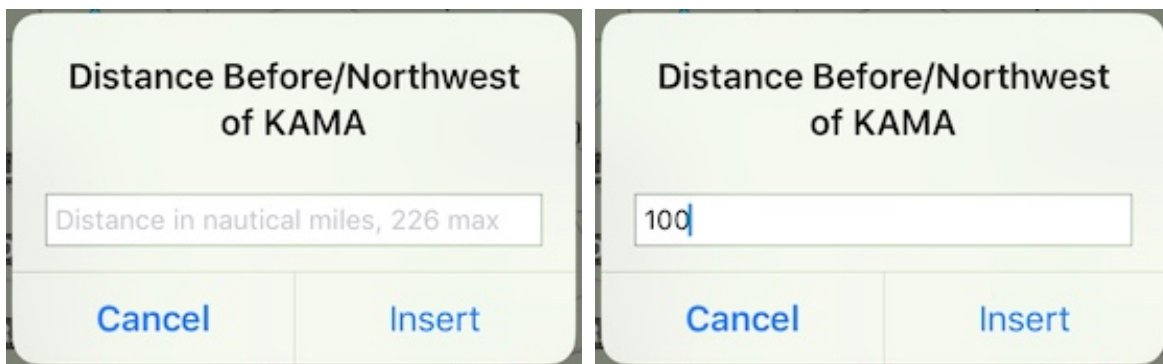 Distance Before/Northwest
of KAMA
Distance in nautical miles, 226 max
Cancel
Insert
Distance Before/Northwest
of KAMA
100
Cancel
Insert